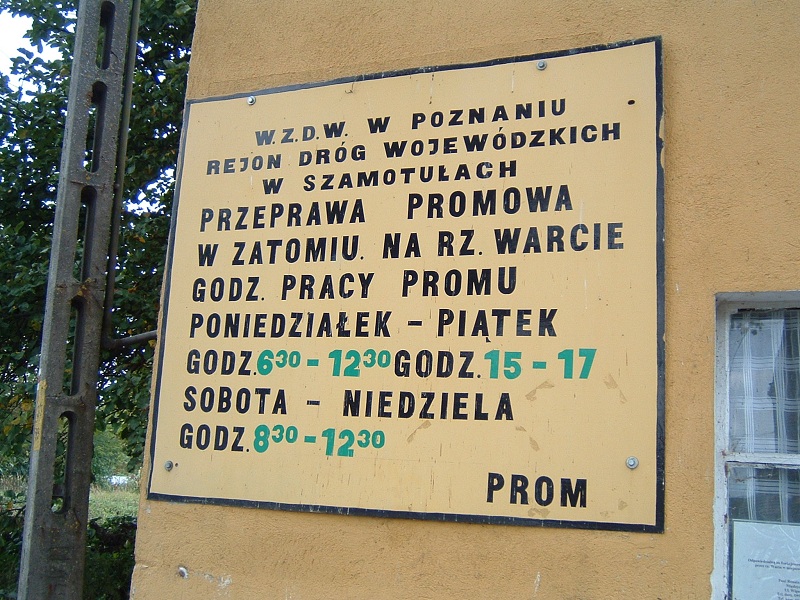 W.Z.D.W. W POZNANIU
REJON DRÓG WOJEWÓDZKICH
W SZAMOTUŁACH
PRZEPRAWA PROMOWA
W ZATOMIU. NA RZ. WARCIE
GODZ. PRACY PROMU
PONIEDZIAŁEK - PIĄTEK
GODZ. 6³⁰ - 12³⁰ GODZ. 15 - 17
SOBOTA - NIEDZIELA
GODZ. 8³⁰ - 12³⁰
PROM